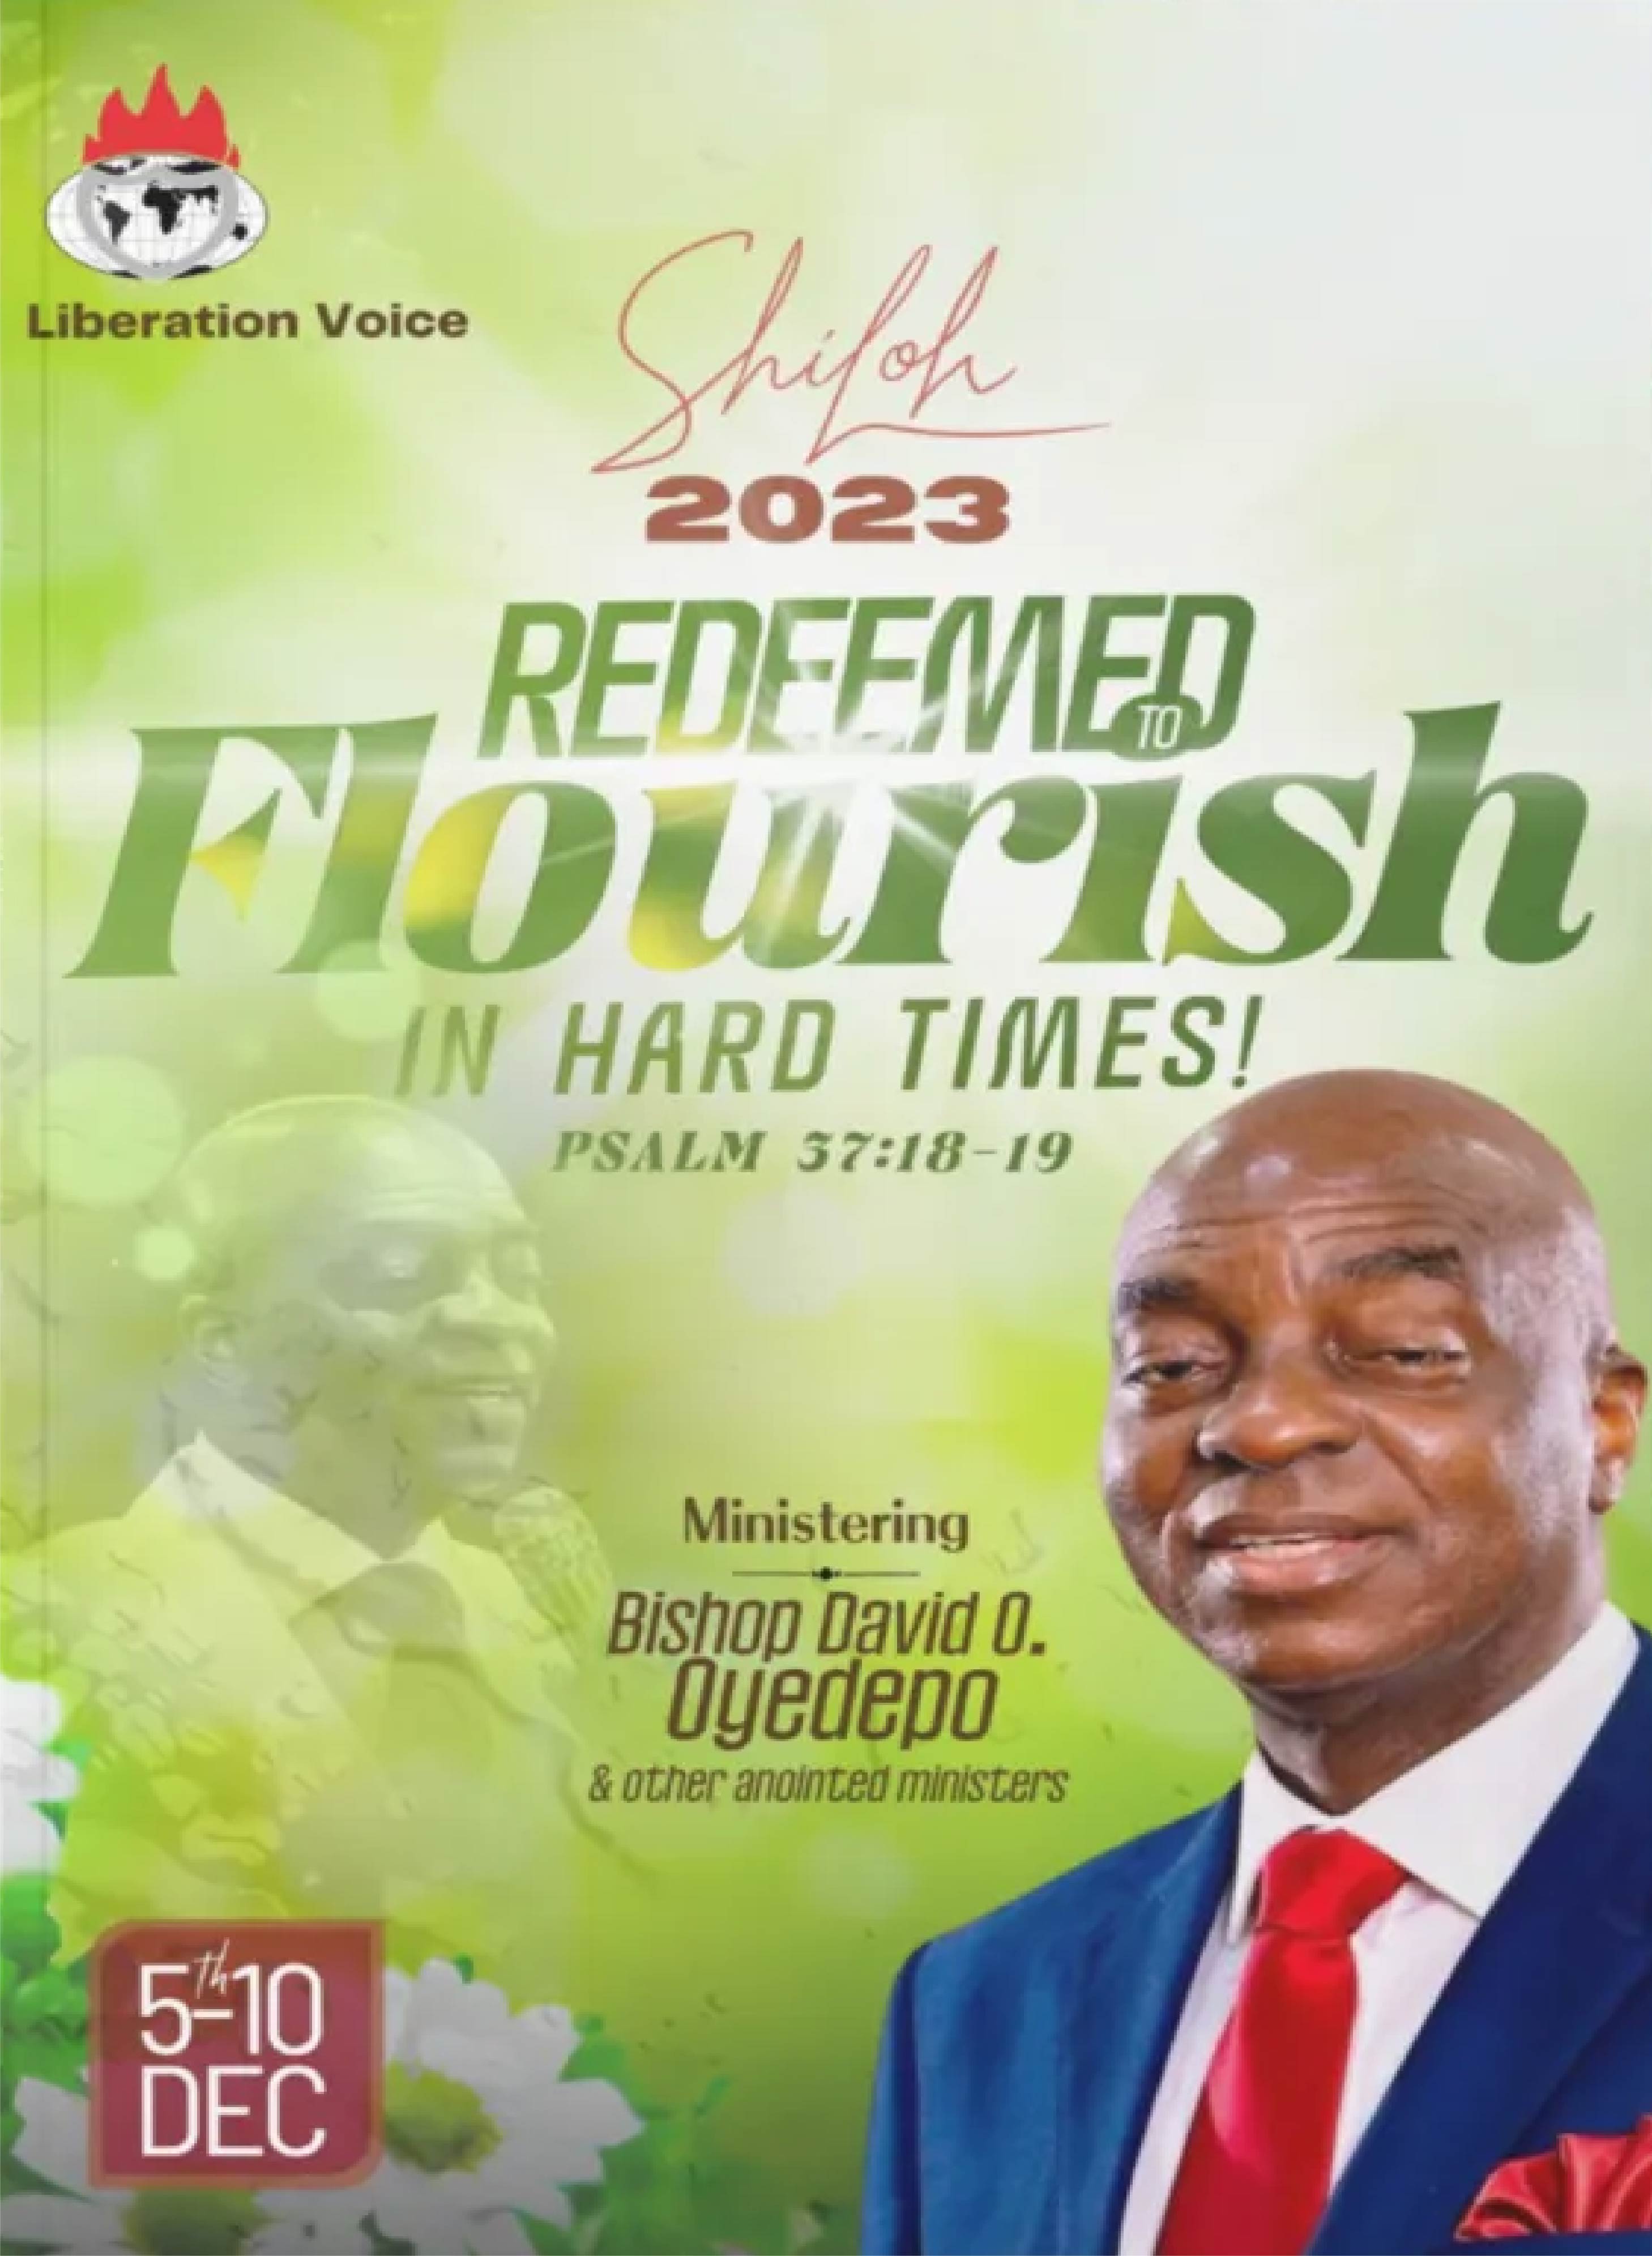 Liberation Voice
Shiloh
2023
REDEEMED
TO
Flourish
IN HARD TIMES!
PSALM 37:18-19
Ministering
Bishop David O.
Oyedepo
& other anointed ministers
5th-10
DEC